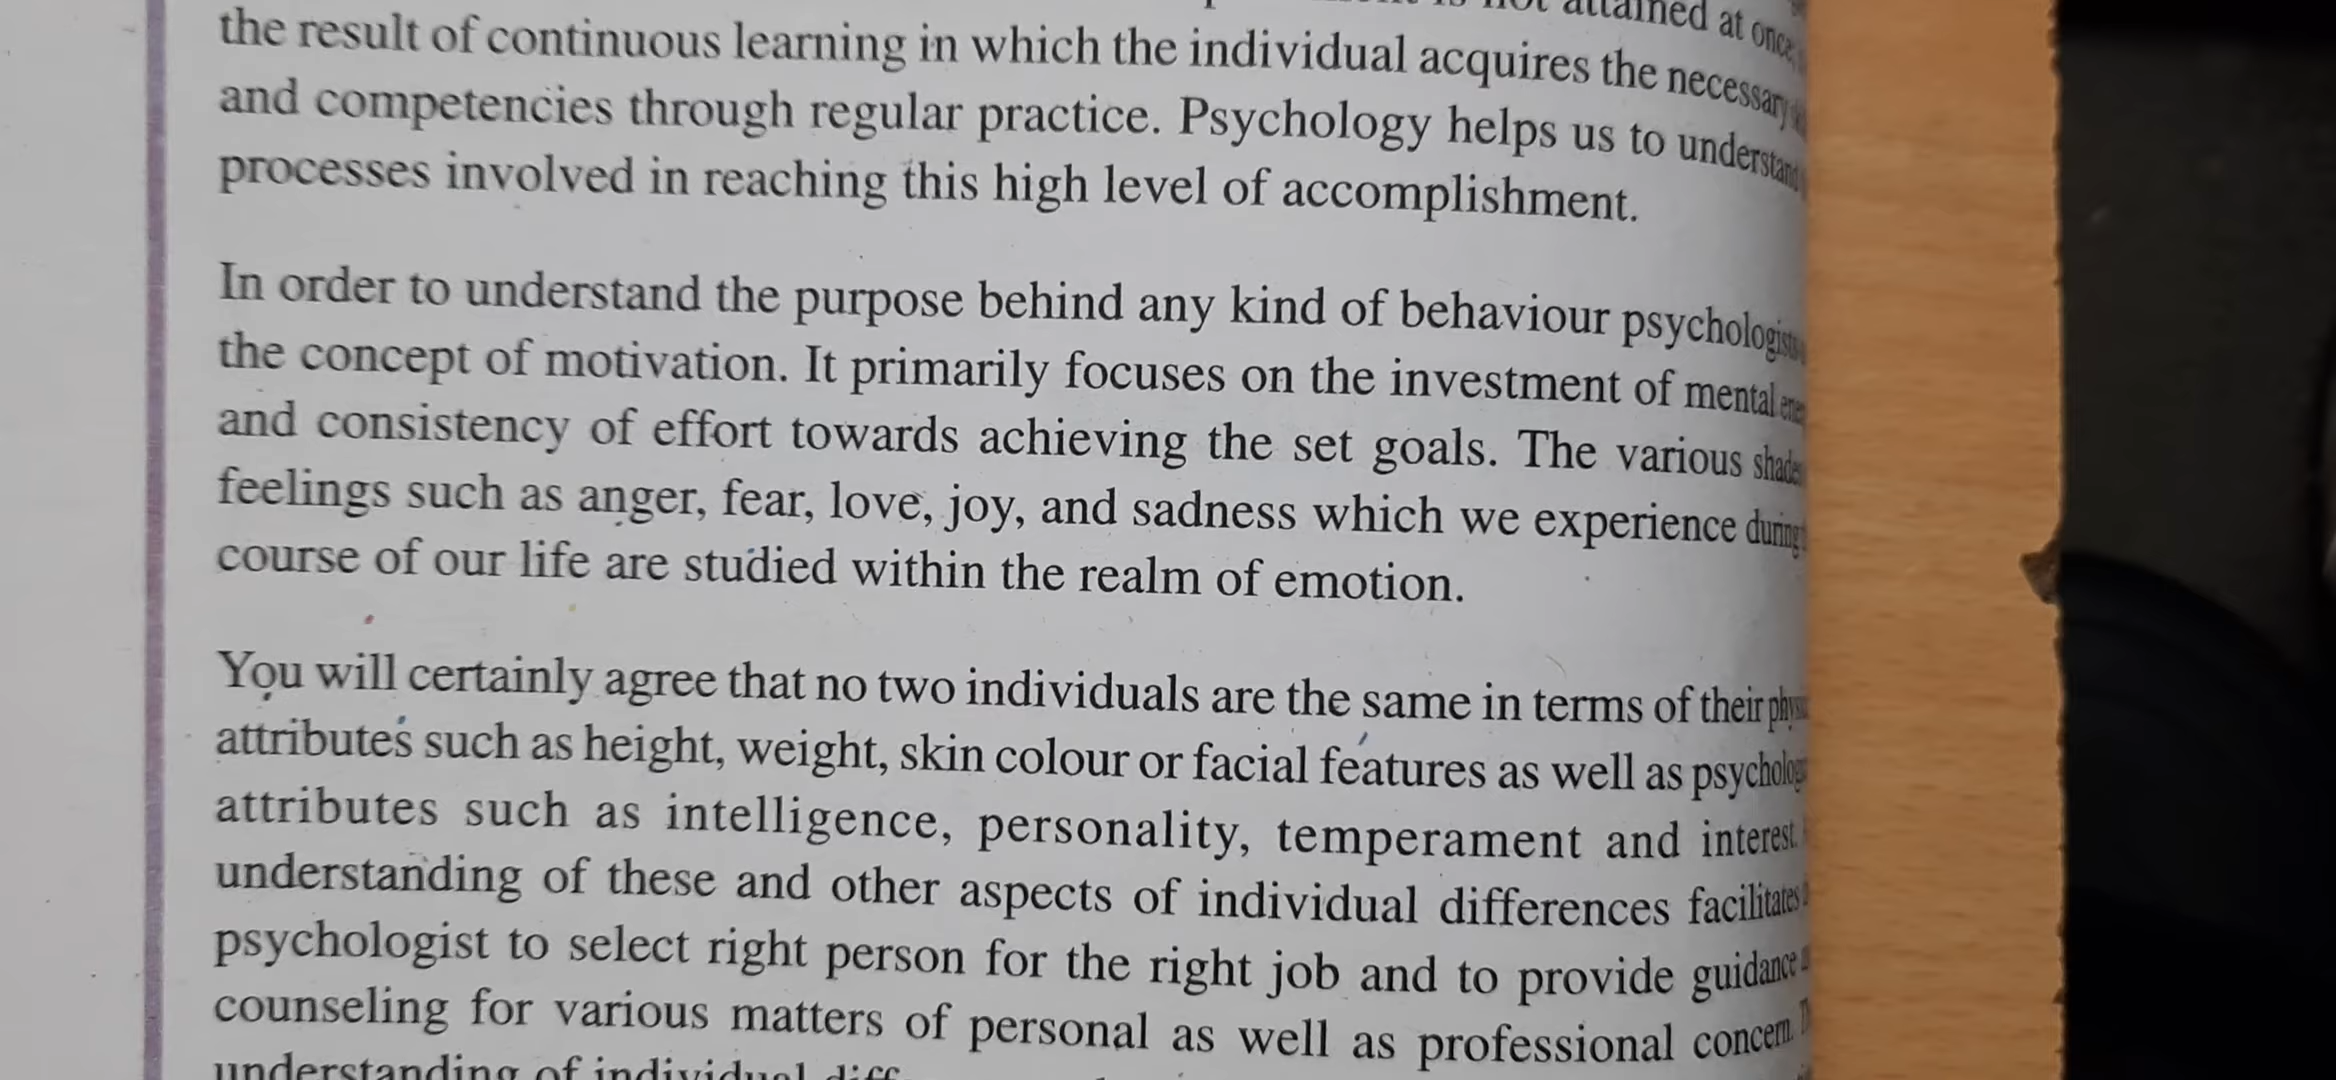 is not attained at once,
the result of continuous learning in which the individual acquires the necessary
and competencies through regular practice. Psychology helps us to understand
processes involved in reaching this high level of accomplishment.
In order to understand the purpose behind any kind of behaviour psychologists
the concept of motivation. It primarily focuses on the investment of mental
and consistency of effort towards achieving the set goals. The various shades
feelings such as anger, fear, love, joy, and sadness which we experience during
course of our life are studied within the realm of emotion.
You will certainly agree that no two individuals are the same in terms of their
attributes such as height, weight, skin colour or facial features as well as
attributes such as intelligence, personality, temperament and interest.
understanding of these and other aspects of individual differences facilitates
psychologist to select right person for the right job and to provide guidance
counseling for various matters of personal as well as professional concern.
understanding of individual